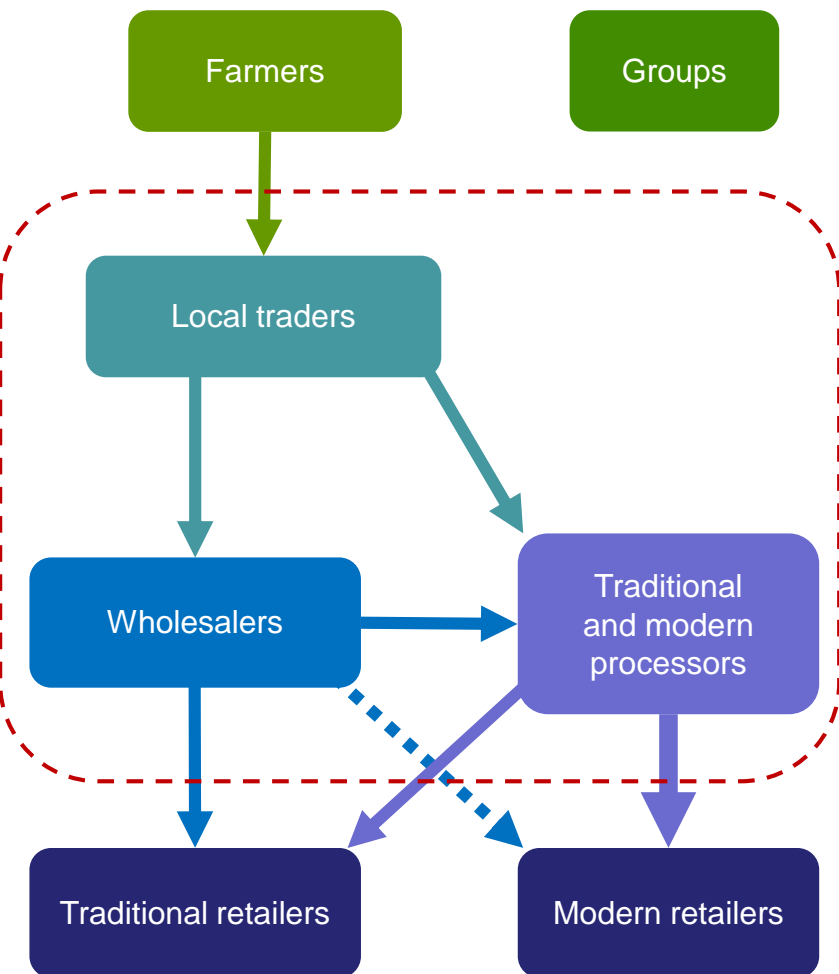 Farmers
Groups
Local traders
Wholesalers
Traditional
and modern
processors
Traditional retailers
Modern retailers